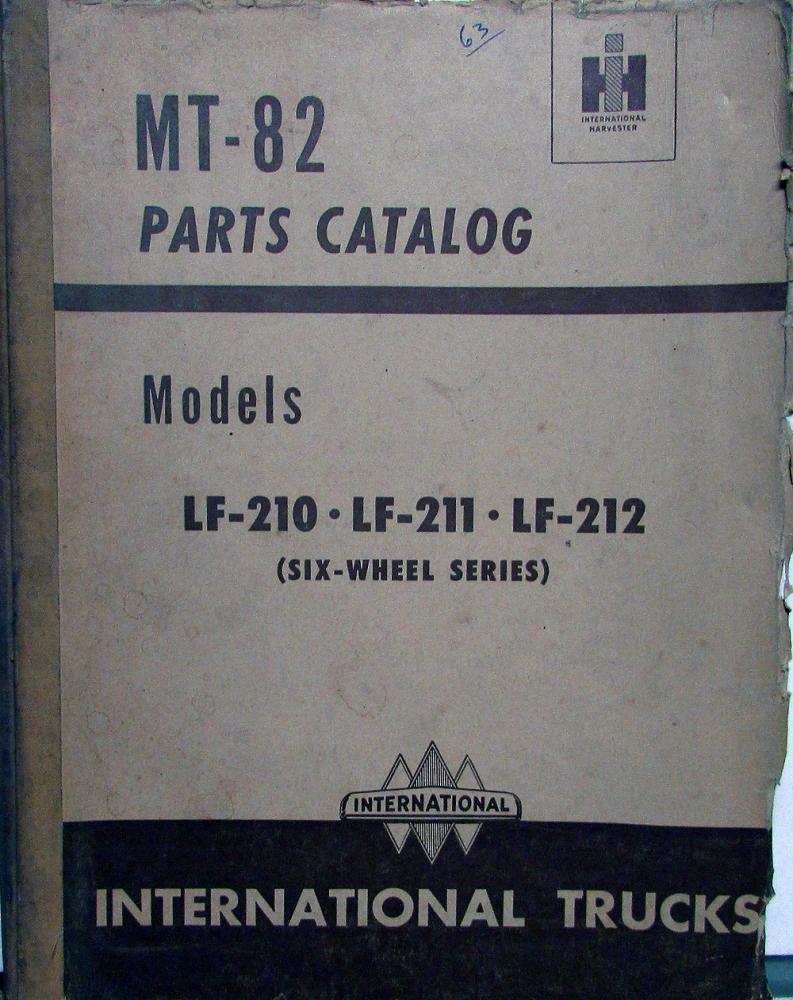 63
INTERNATIONAL
HARVESTER
MT-82
PARTS CATALOG
Models
LF-210 • LF-211 • LF-212
(SIX-WHEEL SERIES)
INTERNATIONAL
INTERNATIONAL TRUCKS